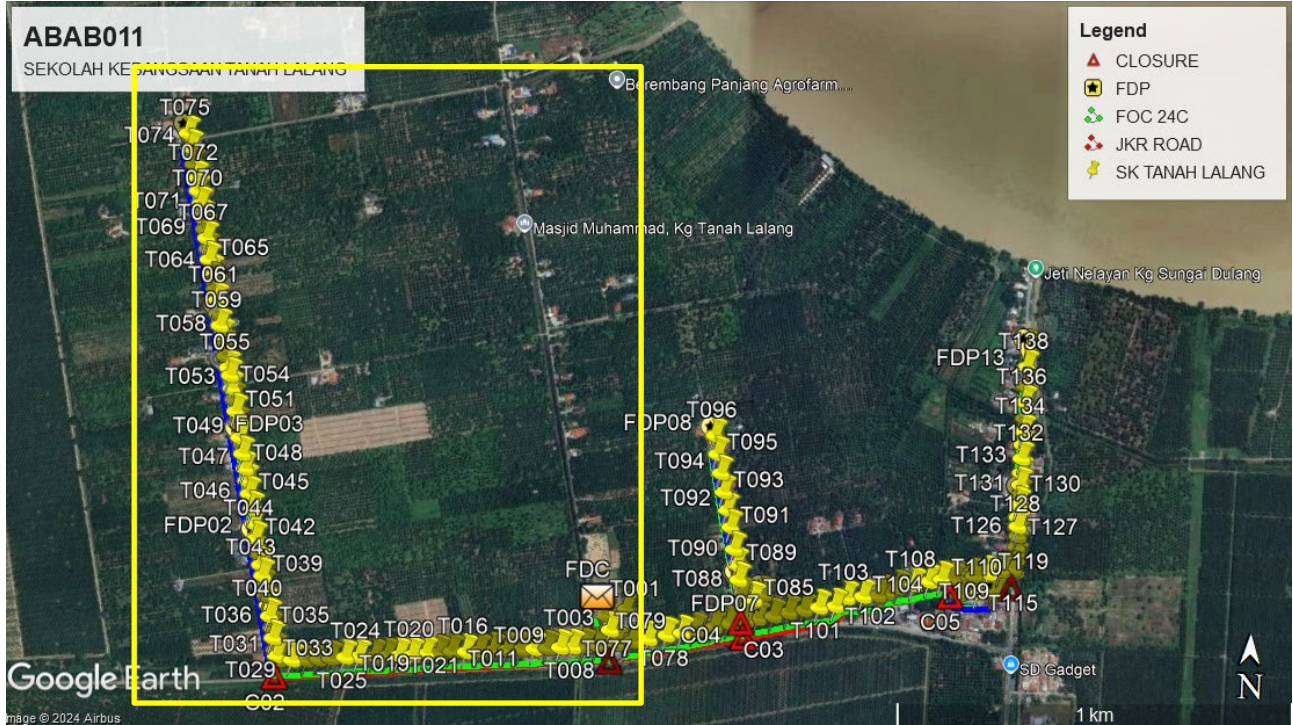 ABAB011
SEKOLAH KEBANGSAAN TANAH LALANG
Legend
CLOSURE
FDP
FOC 24C
JKR ROAD
SK TANAH LALANG
Berembang Panjang Agrofarm....
Masjid Muhammad, Kg Tanah Lalang
Jeti Nelayan Kg Sungai Dulang
T075
T074
T072
T070
T071
T067
T069
T065
T064
T061
T059
T058
T055
T053
T054
T051
T049
FDP03
T047
T048
T045
T046
T044
FDP02
T042
T043
T039
T040
T036
T035
T031
T033
T029
C02
T025
T024
T019
T020
T021
T016
T011
T009
T003
T008
FDC
T001
T079
T077
T078
C04
C03
FDP07
FDP08
T096
T095
T094
T093
T092
T091
T090
T089
T088
T085
T101
T103
T102
T104
T108
T110
T109
C05
T119
T115
FDP13
T138
T136
T134
T132
T133
T131
T130
T128
T126
T127
SD Gadget
Google Earth
mage © 2024 Airbus
1 km
N